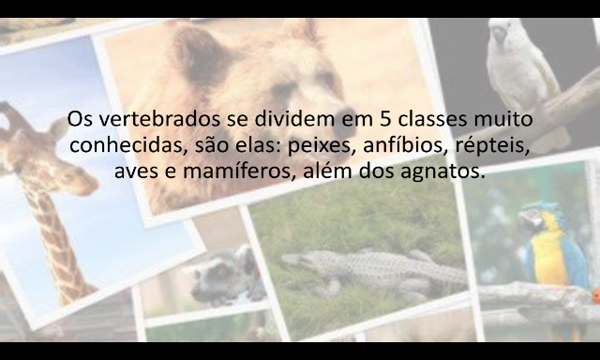 Os vertebrados se dividem em 5 classes muito
conhecidas, são elas: peixes, anfíbios, répteis,
aves e mamíferos, além dos agnatos.